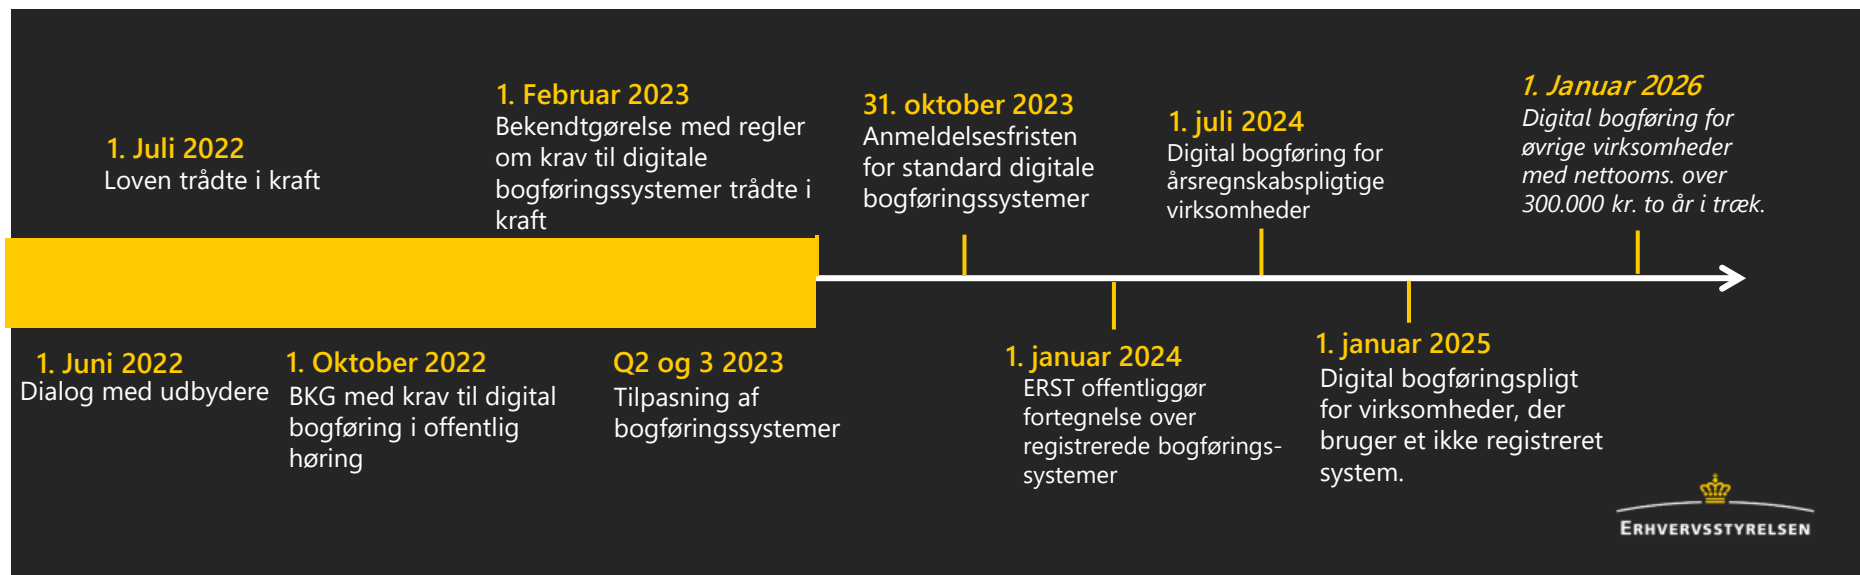 1. Juli 2022
Loven trådte i kraft
1. Februar 2023
Bekendtgørelse med regler
om krav til digitale
bogføringssystemer trådte i
kraft
31. oktober 2023
Anmeldelsesfristen
for standard digitale
bogføringssystemer
1. juli 2024
Digital bogføring for
årsregnskabspligtige
virksomheder
1. Januar 2026
Digital bogføring for
øvrige virksomheder
med nettooms. over
300.000 kr. to år i træk.
1. Juni 2022
Dialog med udbydere
1. Oktober 2022
BKG med krav til digital
bogføring i offentlig
høring
Q2 og 3 2023
Tilpasning af
bogføringssystemer
1. januar 2024
ERST offentliggør
fortegnelse over
registrerede bogførings-
systemer
1. januar 2025
Digital bogføringspligt
for virksomheder, der
bruger et ikke registreret
system.
ERHVERVSSTYRELSEN